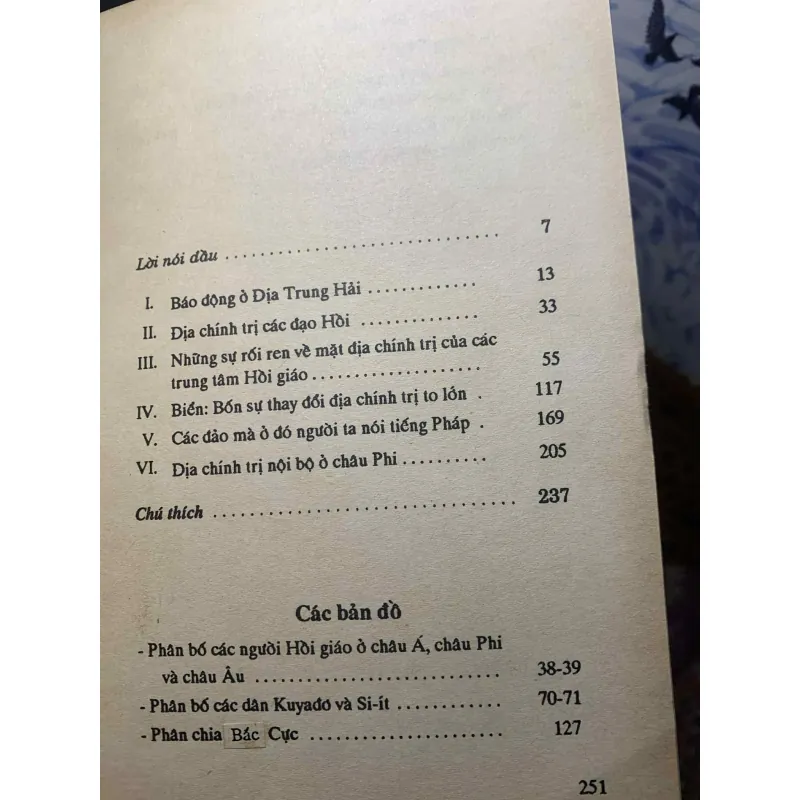 Lời nói đầu ............................... 7
I. Báo động ở Địa Trung Hải ............. 13
II. Địa chính trị các đạo Hồi .............. 33
III. Những sự rối ren về mặt địa chính trị của các
trung tâm Hồi giáo ..................... 55
IV. Biển: Bốn sự thay đổi địa chính trị to lớn . 117
V. Các đảo mà ở đó người ta nói tiếng Pháp . 169
VI. Địa chính trị nội bộ ở châu Phi .......... 205
Chú thích ................................. 237
Các bản đồ
- Phân bố các người Hồi giáo ở châu Á, châu Phi
và châu Âu ............................ 38-39
- Phân bố các dân Kuyađơ và Si-ít ............ 70-71
- Phân chia Bắc Cực ...................... 127
251